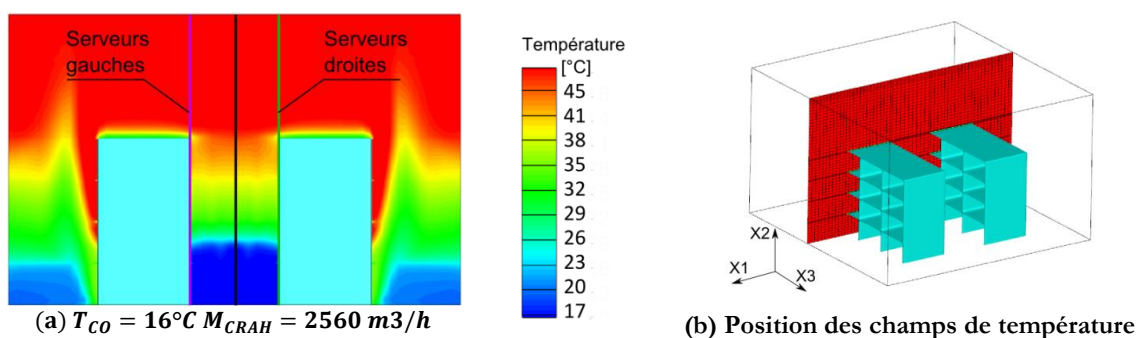 Serveurs gauches
Serveurs droites
Température
[°C]
45
41
38
35
32
29
26
23
20
17
X2
X1
X3
(a) T_CO = 16°C M_CRAH = 2560 m3/h
(b) Position des champs de température